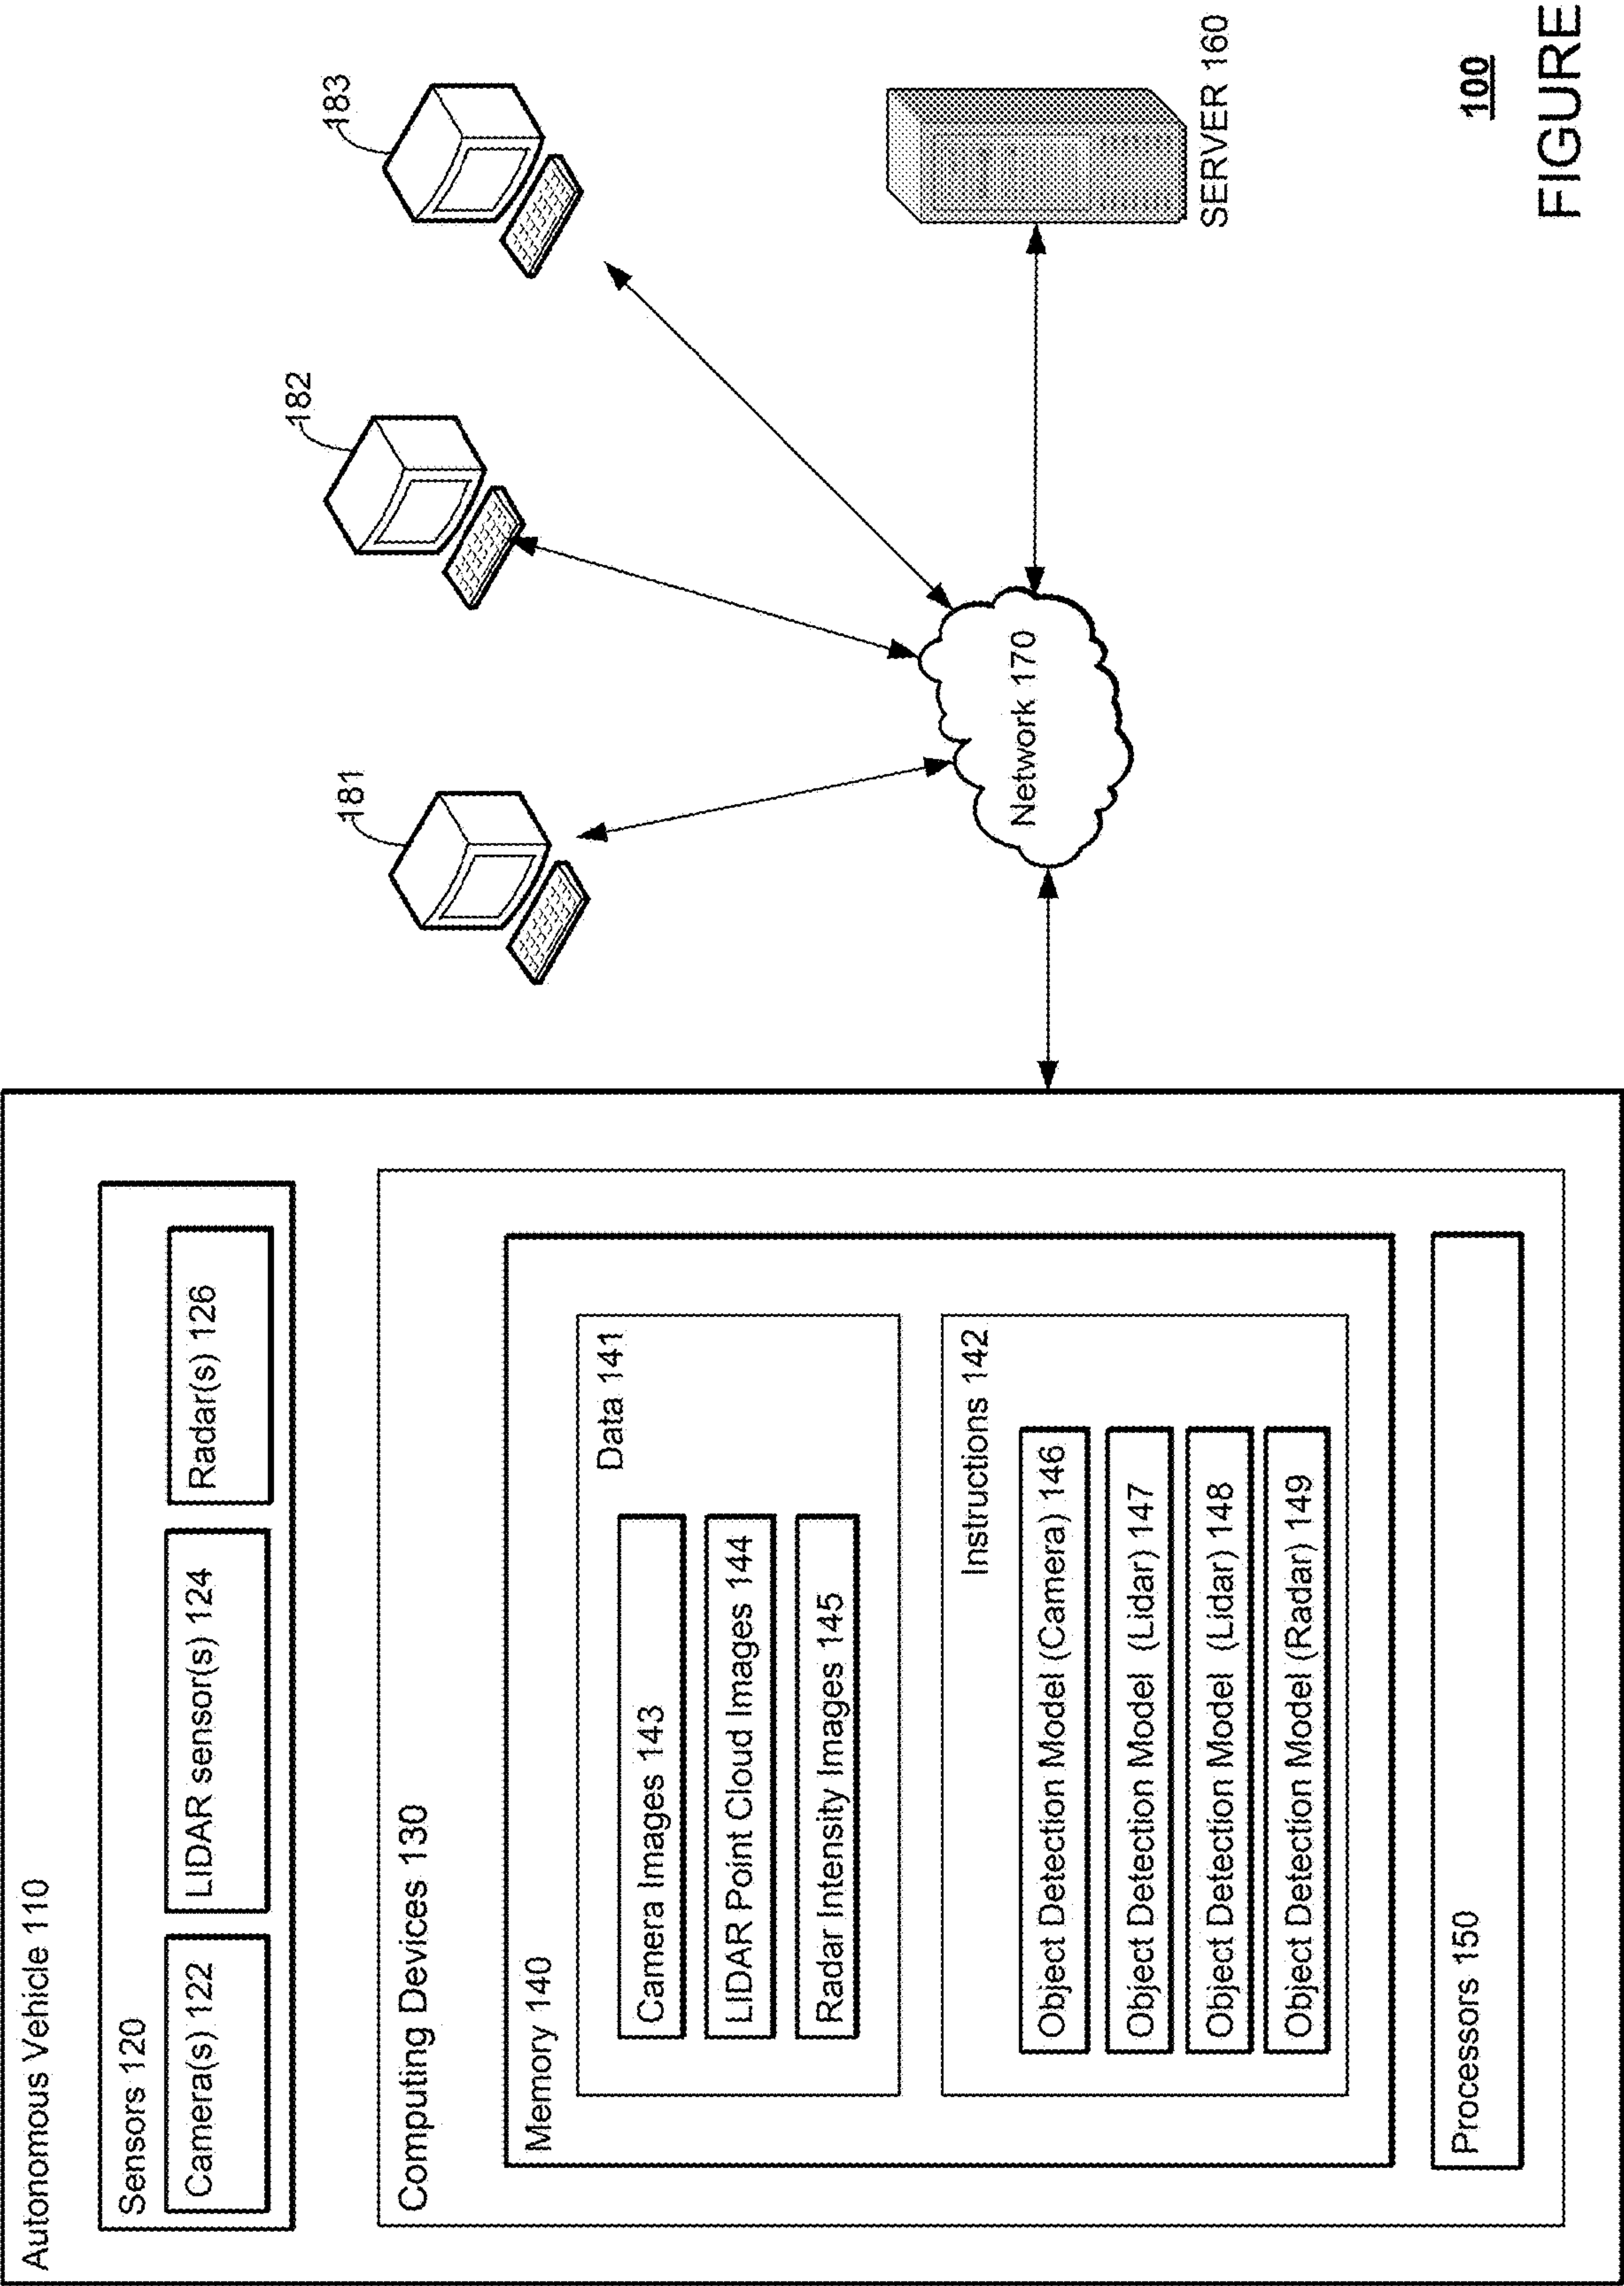 Autonomous Vehicle 110
Sensors 120
Camera(s) 122
LIDAR sensor(s) 124
Radar(s) 126
Computing Devices 130
Memory 140
Data 141
Camera Images 143
LIDAR Point Cloud Images 144
Radar Intensity Images 145
Instructions 142
Object Detection Model (Camera) 146
Object Detection Model (Lidar) 147
Object Detection Model (Lidar) 148
Object Detection Model (Radar) 149
Processors 150
181
182
183
Network 170
SERVER 160
100
FIGURE